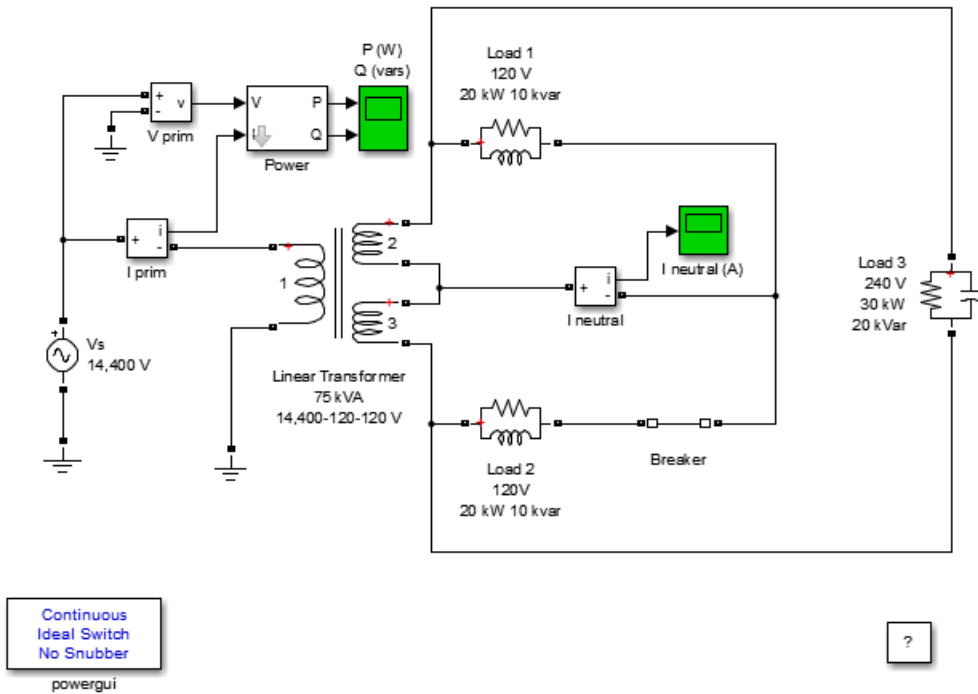 P (W)
Q (vars)
Load 1
120 V
20 kW 10 kvar
+
-
v
V prim
V
I
P
Q
Power
+
i
-
I prim
1
2
3
+
i
-
I neutral
I neutral (A)
Load 3
240 V
30 kW
20 kVar
+
Vs
14,400 V
Linear Transformer
75 kVA
14,400-120-120 V
Load 2
120V
20 kW 10 kvar
Breaker
Continuous
Ideal Switch
No Snubber
powergui
?